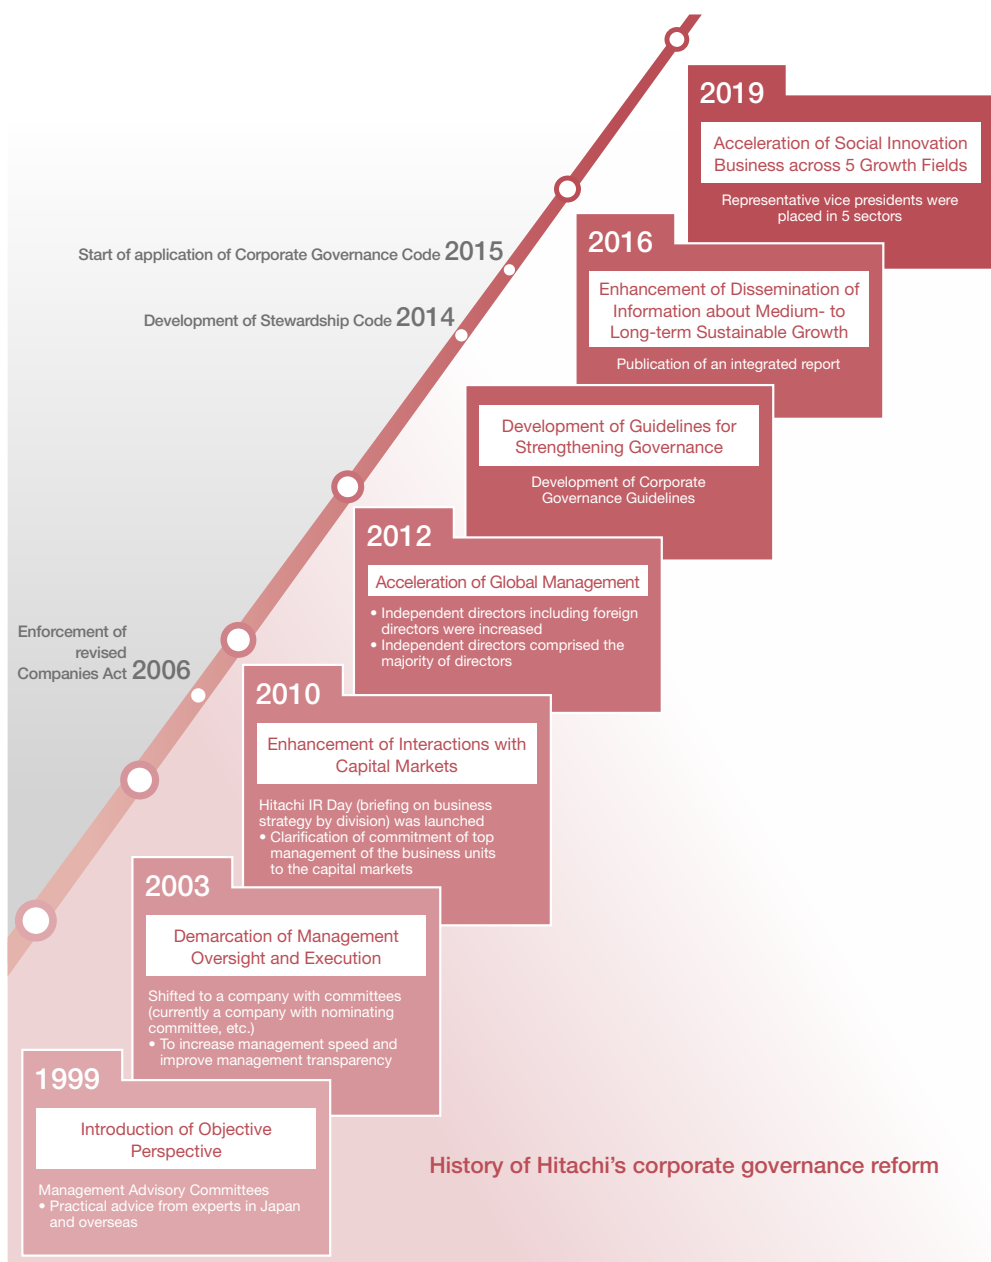 2019
Acceleration of Social Innovation
Business across 5 Growth Fields
Representative vice presidents were
placed in 5 sectors
2016
Enhancement of Dissemination of
Information about Medium- to
Long-term Sustainable Growth
Publication of an integrated report
Start of application of Corporate Governance Code 2015
Development of Stewardship Code 2014
Development of Guidelines for
Strengthening Governance
Development of Corporate
Governance Guidelines
2012
Acceleration of Global Management
• Independent directors including foreign
directors were increased
• Independent directors comprised the
majority of directors
Enforcement of
revised
Companies Act 2006
2010
Enhancement of Interactions with
Capital Markets
Hitachi IR Day (briefing on business
strategy by division) was launched
• Clarification of commitment of top
management of the business units
to the capital markets
2003
Demarcation of Management
Oversight and Execution
Shifted to a company with committees
(currently a company with nominating
committee, etc.)
• To increase management speed and
improve management transparency
1999
Introduction of Objective
Perspective
Management Advisory Committees
• Practical advice from experts in Japan
and overseas
History of Hitachi’s corporate governance reform